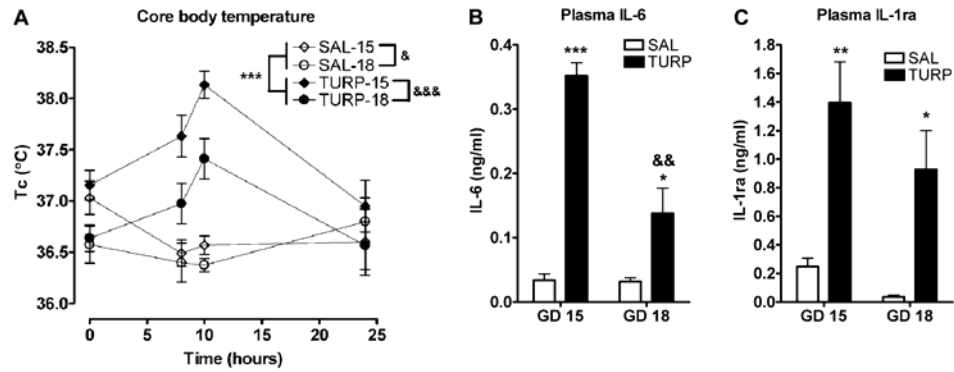 A
Core body temperature
38.5
38.0
37.5
37.0
36.5
36.0
Tc (°C)
SAL-15
SAL-18
TURP-15
TURP-18
***
&
&&&
0
5
10
15
20
25
Time (hours)
B
Plasma IL-6
0.4
0.3
0.2
0.1
0.0
IL-6 (ng/ml)
SAL
TURP
***
&&
*
GD 15
GD 18
C
Plasma IL-1ra
1.8
1.6
1.4
1.2
1.0
0.8
0.6
0.4
0.2
0.0
IL-1ra (ng/ml)
SAL
TURP
**
*
GD 15
GD 18